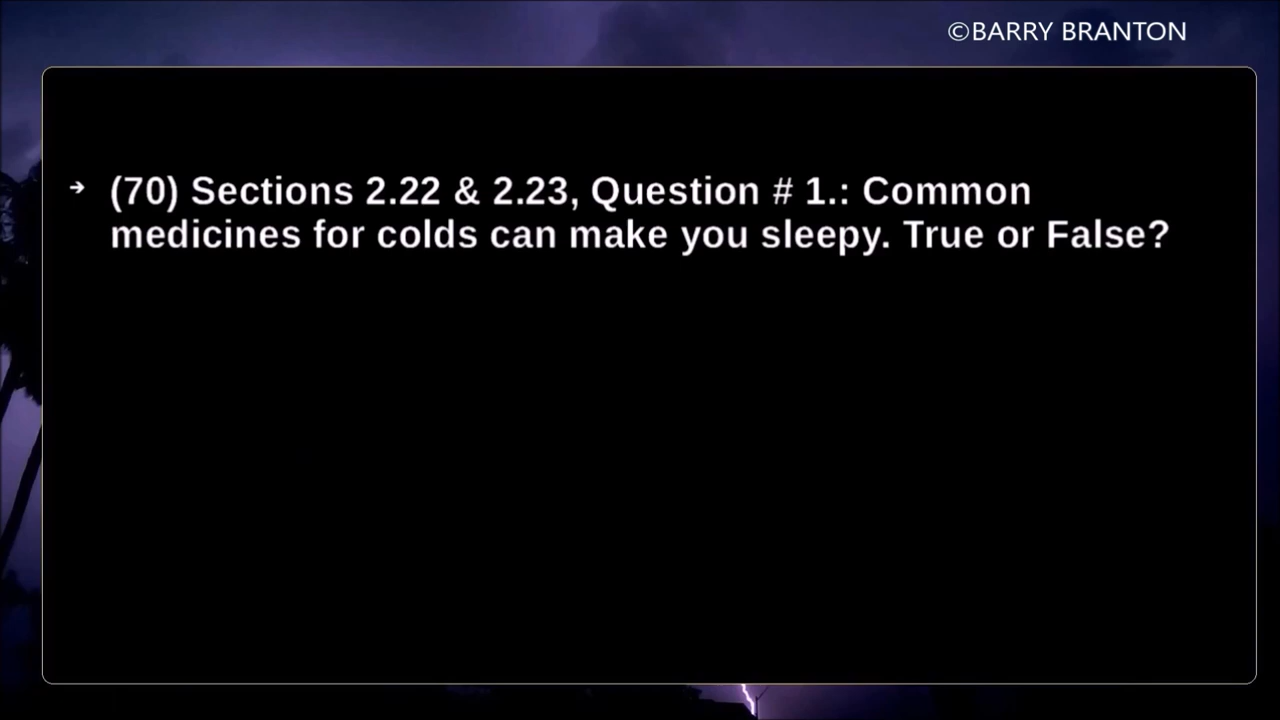 ©BARRY BRANTON
➔ (70) Sections 2.22 & 2.23, Question # 1.: Common
medicines for colds can make you sleepy. True or False?